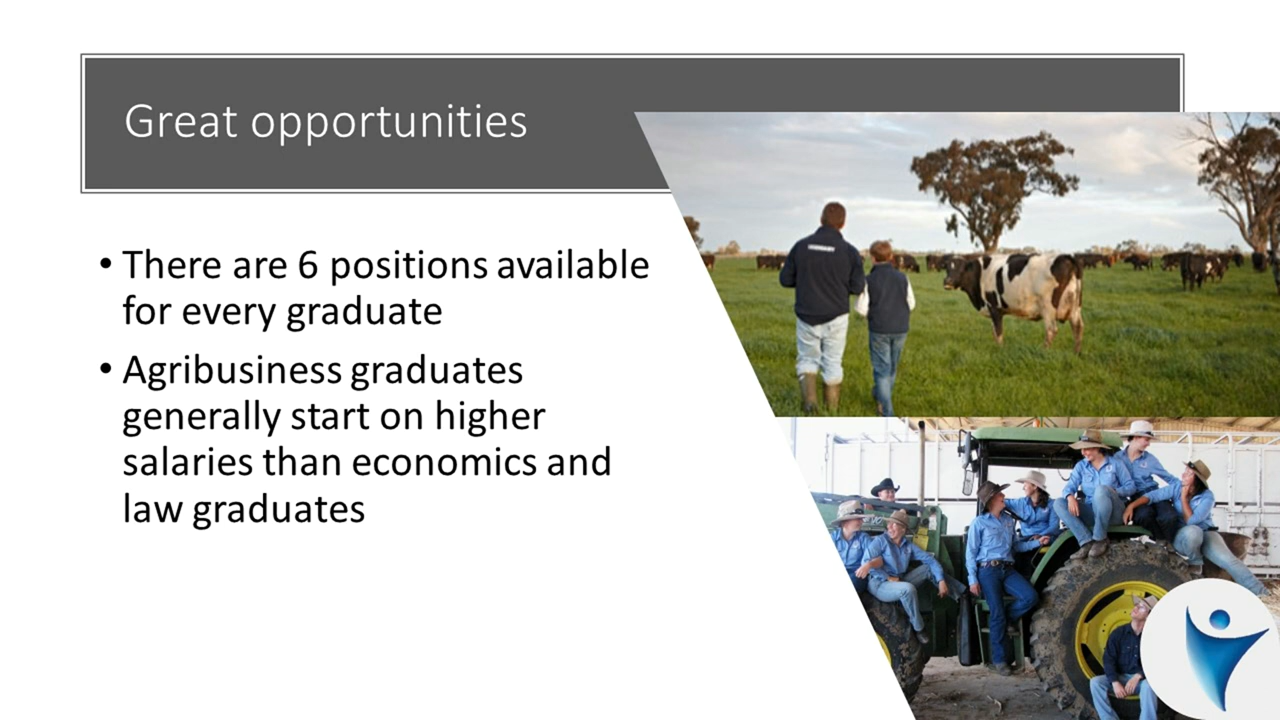 Great opportunities
• There are 6 positions available
for every graduate
• Agribusiness graduates
generally start on higher
salaries than economics and
law graduates